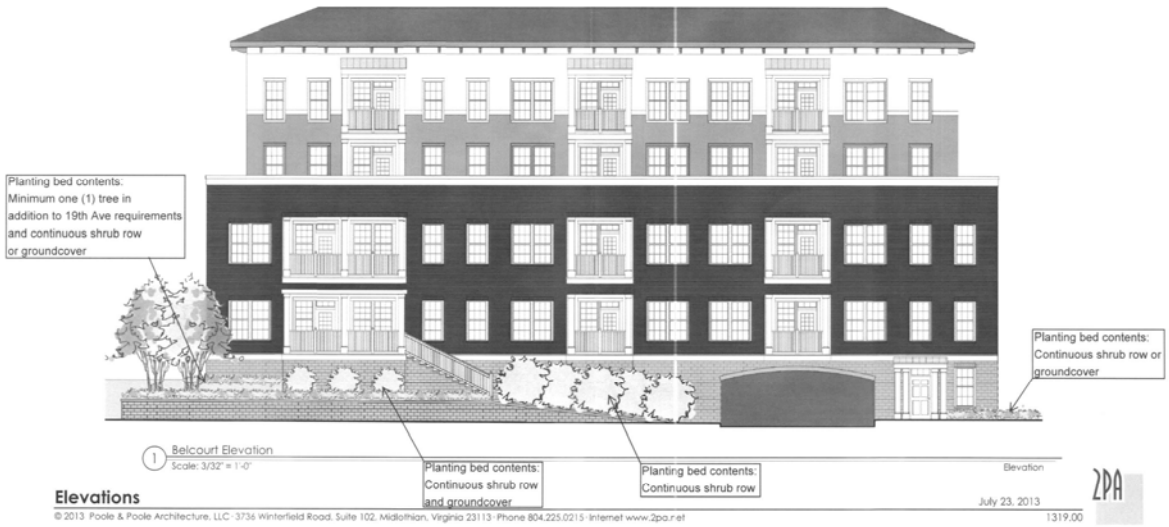 Planting bed contents:
Minimum one (1) tree in
addition to 19th Ave requirements
and continuous shrub row
or groundcover
Planting bed contents:
Continuous shrub row or
groundcover
1 Belcourt Elevation
Scale: 3/32" = 1'-0"
Planting bed contents:
Continuous shrub row
and groundcover
Planting bed contents:
Continuous shrub row
Elevation
Elevations
July 23, 2013
2PA
© 2013 Poole & Poole Architecture, LLC · 3736 Winterfield Road, Suite 102, Midlothian, Virginia 23113 · Phone 804.225.0215 · Internet www.2pa.net
1319.00